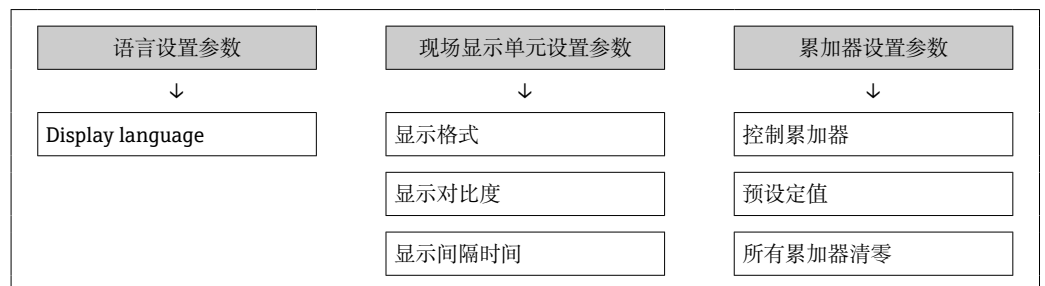 语言设置参数
现场显示单元设置参数
累加器设置参数
↓
↓
↓
Display language
显示格式
控制累加器
显示对比度
预设定值
显示间隔时间
所有累加器清零